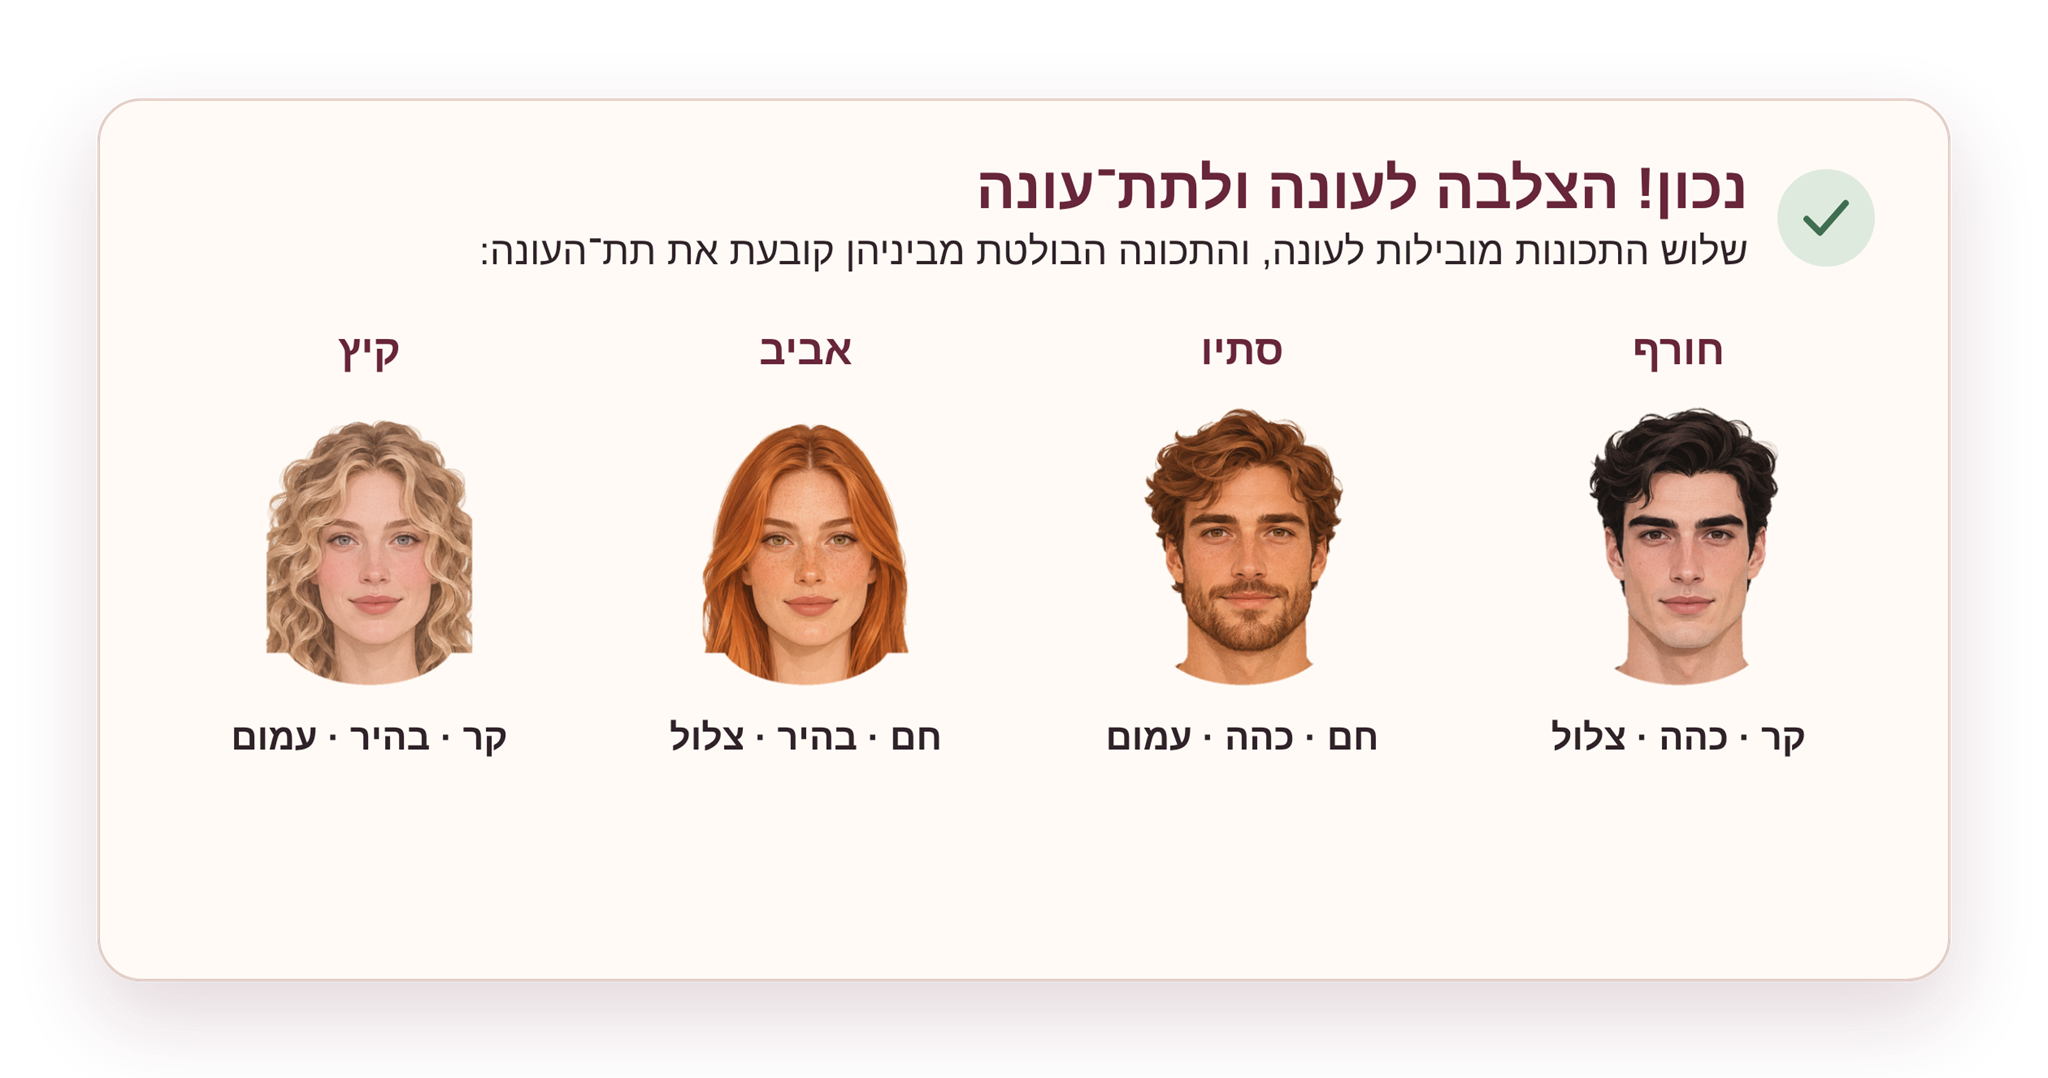 נכון! הצלבה לעונה ולתת־עונה
שלוש התכונות מובילות לעונה, והתכונה הבולטת מביניהן קובעת את תת־העונה:
חורף
סתיו
אביב
קיץ
קר · כהה · צלול
חם · כהה · עמום
חם · בהיר · צלול
קר · בהיר · עמום